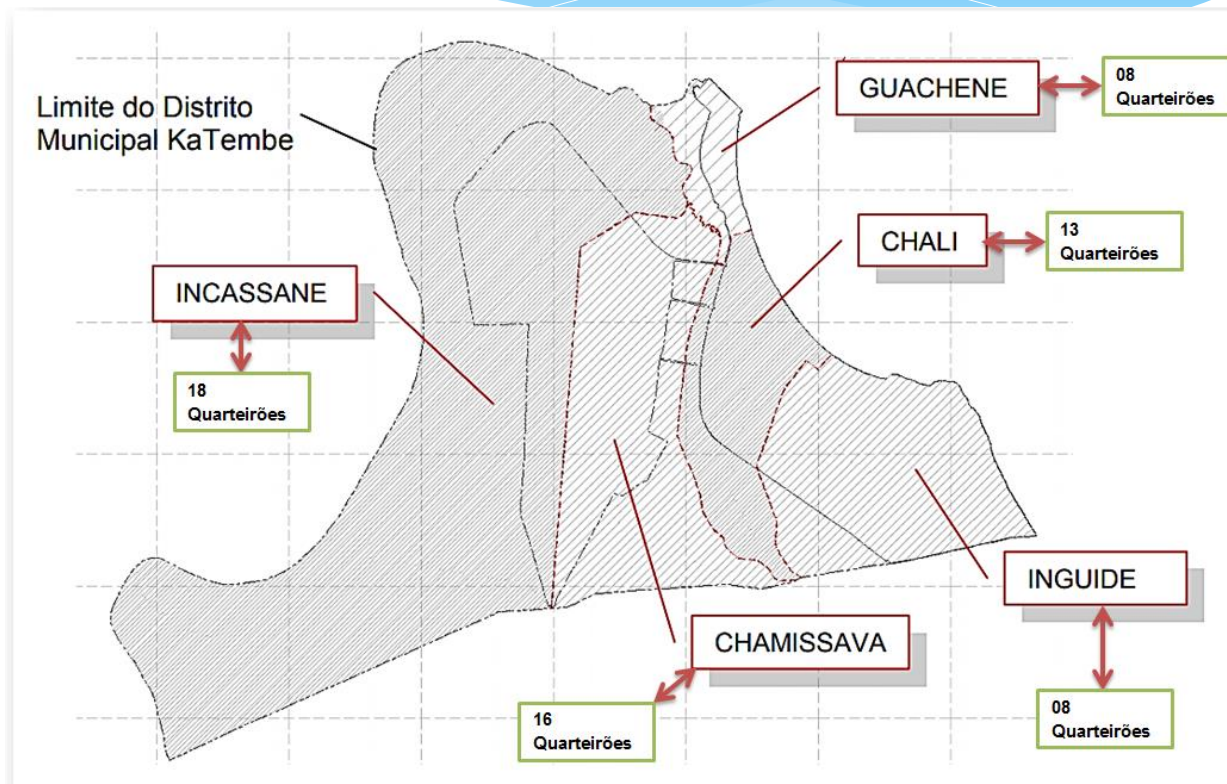 Limite do Distrito
Municipal KaTembe
GUACHENE
08
Quarteirões
CHALI
13
Quarteirões
INCASSANE
18
Quarteirões
INGUIDE
08
Quarteirões
CHAMISSAVA
16
Quarteirões